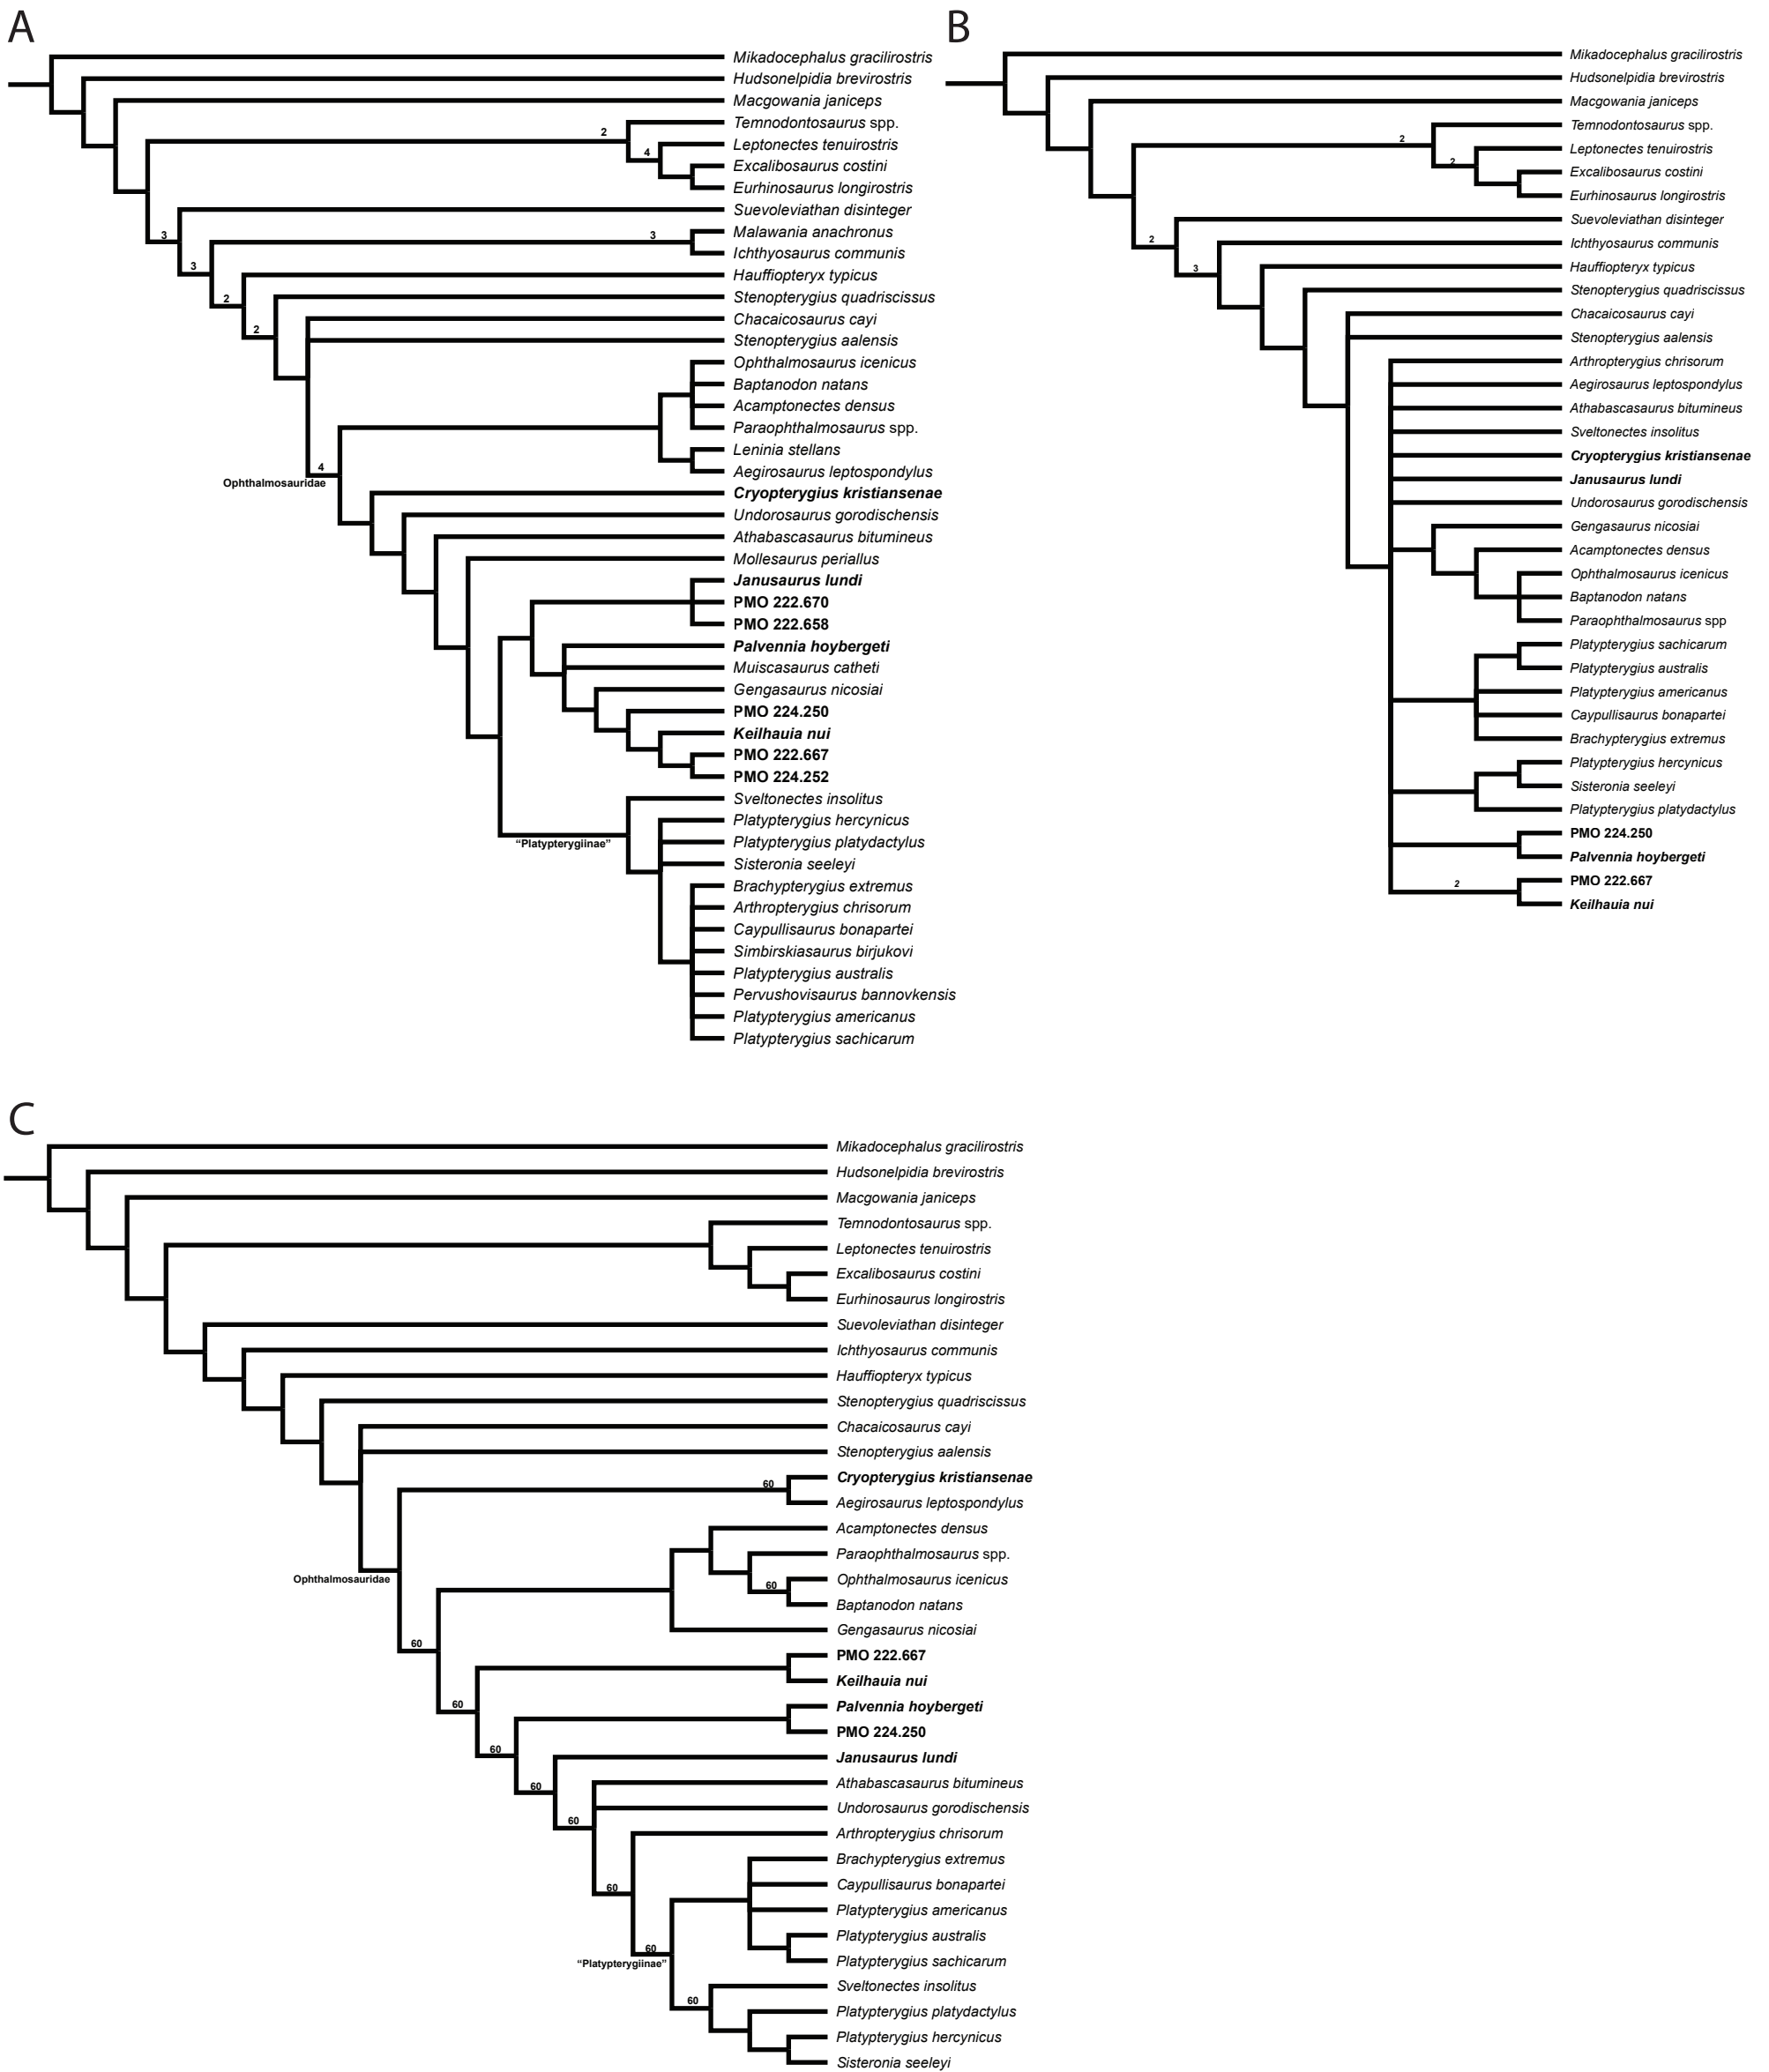 A
Mikadocephalus gracilirostris
Hudsonelpidia brevirostris
Macgowania janiceps
2
Temnodontosaurus spp.
4
Leptonectes tenuirostris
Excalibosaurus costini
Eurhinosaurus longirostris
Suevoleviathan disinteger
3
3
Malawania anachronus
Ichthyosaurus communis
3
Hauffiopteryx typicus
2
Stenopterygius quadriscissus
2
Chacaicosaurus cayi
Stenopterygius aalensis
Ophthalmosaurus icenicus
Baptanodon natans
Acamptonectes densus
Paraophthalmosaurus spp.
Leninia stellans
4
Aegirosaurus leptospondylus
Ophthalmosauridae
Cryopterygius kristiansenae
Undorosaurus gorodischensis
Athabascasaurus bitumineus
Mollesaurus periallus
Janusaurus lundi
PMO 222.670
PMO 222.658
Palvennia hoybergeti
Muiscasaurus catheti
Gengasaurus nicosiai
PMO 224.250
Keilhauia nui
PMO 222.667
PMO 224.252
Sveltonectes insolitus
Platypterygius hercynicus
“Platypterygiinae”
Platypterygius platydactylus
Sisteronia seeleyi
Brachypterygius extremus
Arthropterygius chrisorum
Caypullisaurus bonapartei
Simbirskiasaurus birjukovi
Platypterygius australis
Pervushovisaurus bannovkensis
Platypterygius americanus
Platypterygius sachicarum
B
Mikadocephalus gracilirostris
Hudsonelpidia brevirostris
Macgowania janiceps
Temnodontosaurus spp.
2
Leptonectes tenuirostris
2
Excalibosaurus costini
Eurhinosaurus longirostris
Suevoleviathan disinteger
2
Ichthyosaurus communis
3
Hauffiopteryx typicus
Stenopterygius quadriscissus
Chacaicosaurus cayi
Stenopterygius aalensis
Arthropterygius chrisorum
Aegirosaurus leptospondylus
Athabascasaurus bitumineus
Sveltonectes insolitus
Cryopterygius kristiansenae
Janusaurus lundi
Undorosaurus gorodischensis
Gengasaurus nicosiai
Acamptonectes densus
Ophthalmosaurus icenicus
Baptanodon natans
Paraophthalmosaurus spp
Platypterygius sachicarum
Platypterygius australis
Platypterygius americanus
Caypullisaurus bonapartei
Brachypterygius extremus
Platypterygius hercynicus
Sisteronia seeleyi
Platypterygius platydactylus
PMO 224.250
Palvennia hoybergeti
PMO 222.667
2
Keilhauia nui
C
Mikadocephalus gracilirostris
Hudsonelpidia brevirostris
Macgowania janiceps
Temnodontosaurus spp.
Leptonectes tenuirostris
Excalibosaurus costini
Eurhinosaurus longirostris
Suevoleviathan disinteger
Ichthyosaurus communis
Hauffiopteryx typicus
Stenopterygius quadriscissus
Chacaicosaurus cayi
Stenopterygius aalensis
Cryopterygius kristiansenae
60
Aegirosaurus leptospondylus
Acamptonectes densus
Paraophthalmosaurus spp.
Ophthalmosauridae
Ophthalmosaurus icenicus
60
Baptanodon natans
Gengasaurus nicosiai
60
PMO 222.667
Keilhauia nui
60
Palvennia hoybergeti
PMO 224.250
60
Janusaurus lundi
60
Athabascasaurus bitumineus
Undorosaurus gorodischensis
60
Arthropterygius chrisorum
Brachypterygius extremus
60
Caypullisaurus bonapartei
Platypterygius americanus
Platypterygius australis
60
Platypterygius sachicarum
“Platypterygiinae”
Sveltonectes insolitus
60
Platypterygius platydactylus
Platypterygius hercynicus
Sisteronia seeleyi